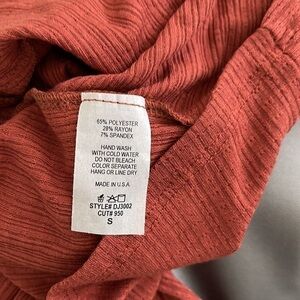 65% POLYESTER
28% RAYON
7% SPANDEX
HAND WASH
WITH COLD WATER
DO NOT BLEACH
COLOR SEPARATE
HANG OR LINE DRY
MADE IN U.S.A
STYLE# DJ3002
CUT# 950
S